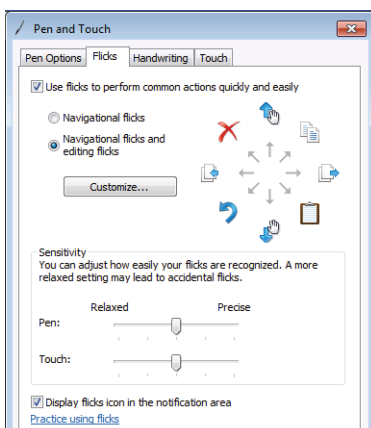 Pen and Touch
Pen Options Flicks Handwriting Touch
Use flicks to perform common actions quickly and easily
Navigational flicks
Navigational flicks and
editing flicks
Customize...
Sensitivity
You can adjust how easily your flicks are recognized. A more
relaxed setting may lead to accidental flicks.
Relaxed Precise
Pen:
Touch:
Display flicks icon in the notification area
Practice using flicks